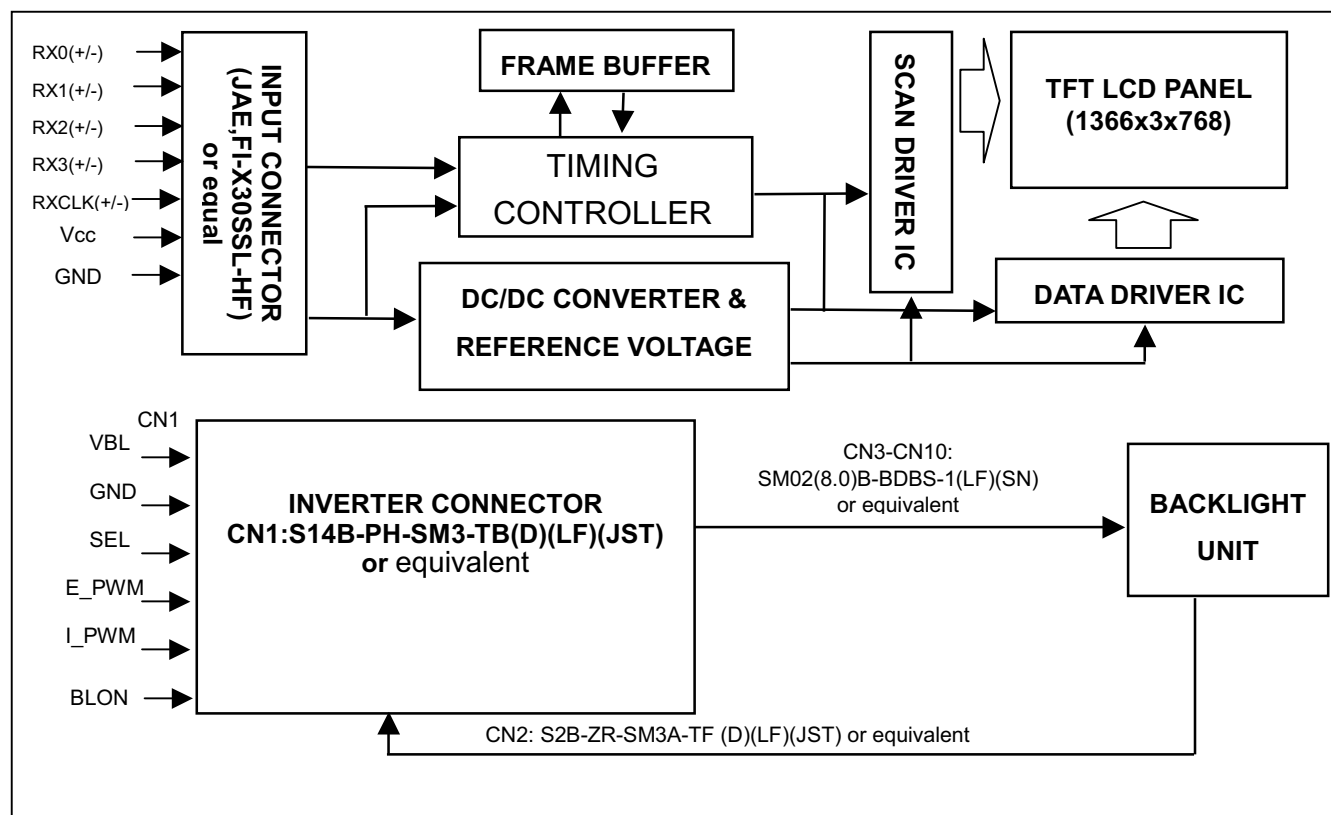 RX0(+/-)
RX1(+/-)
RX2(+/-)
RX3(+/-)
RXCLK(+/-)
Vcc
GND
INPUT CONNECTOR
(JAE,FI-X30SSL-HF)
or equal
FRAME BUFFER
TIMING
CONTROLLER
DC/DC CONVERTER &
REFERENCE VOLTAGE
SCAN DRIVER IC
TFT LCD PANEL
(1366x3x768)
DATA DRIVER IC
CN1
VBL
GND
SEL
E_PWM
I_PWM
BLON
INVERTER CONNECTOR
CN1:S14B-PH-SM3-TB(D)(LF)(JST)
or equivalent
CN3-CN10:
SM02(8.0)B-BDBS-1(LF)(SN)
or equivalent
BACKLIGHT
UNIT
CN2: S2B-ZR-SM3A-TF (D)(LF)(JST) or equivalent